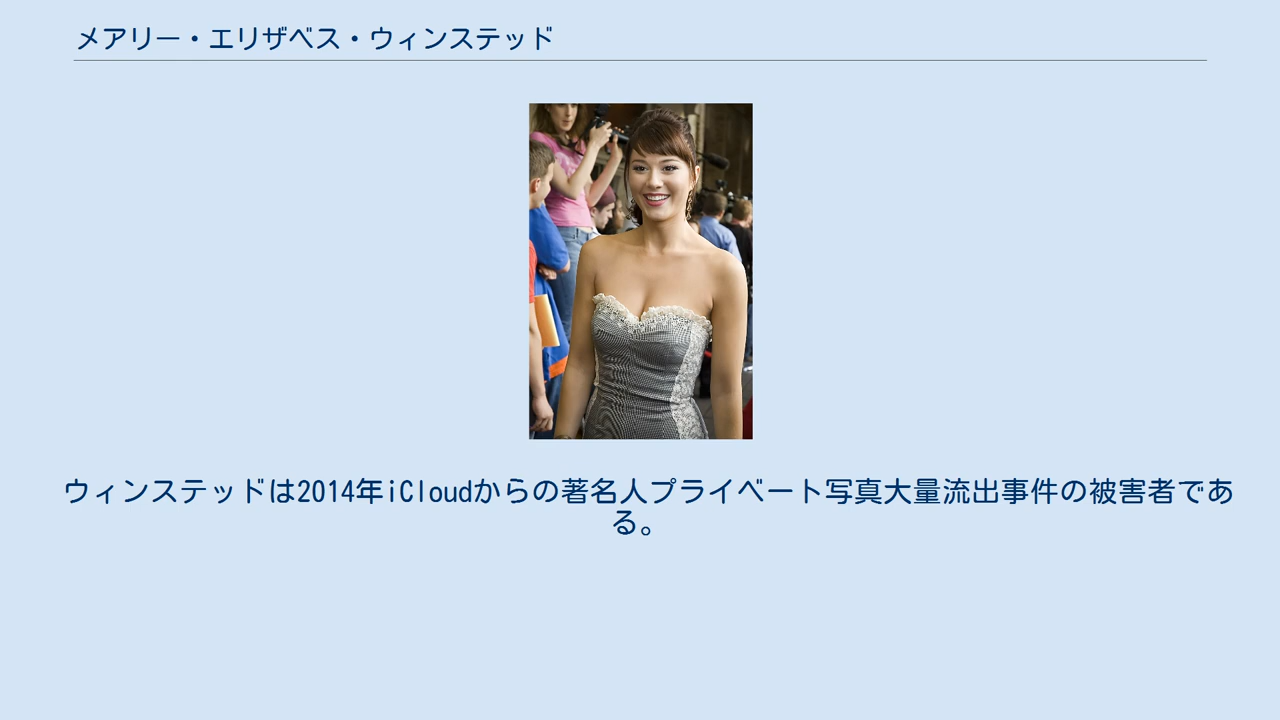 メアリー・エリザベス・ウィンステッド
ウィンステッドは2014年iCloudからの著名人プライベート写真大量流出事件の被害者であ
る。